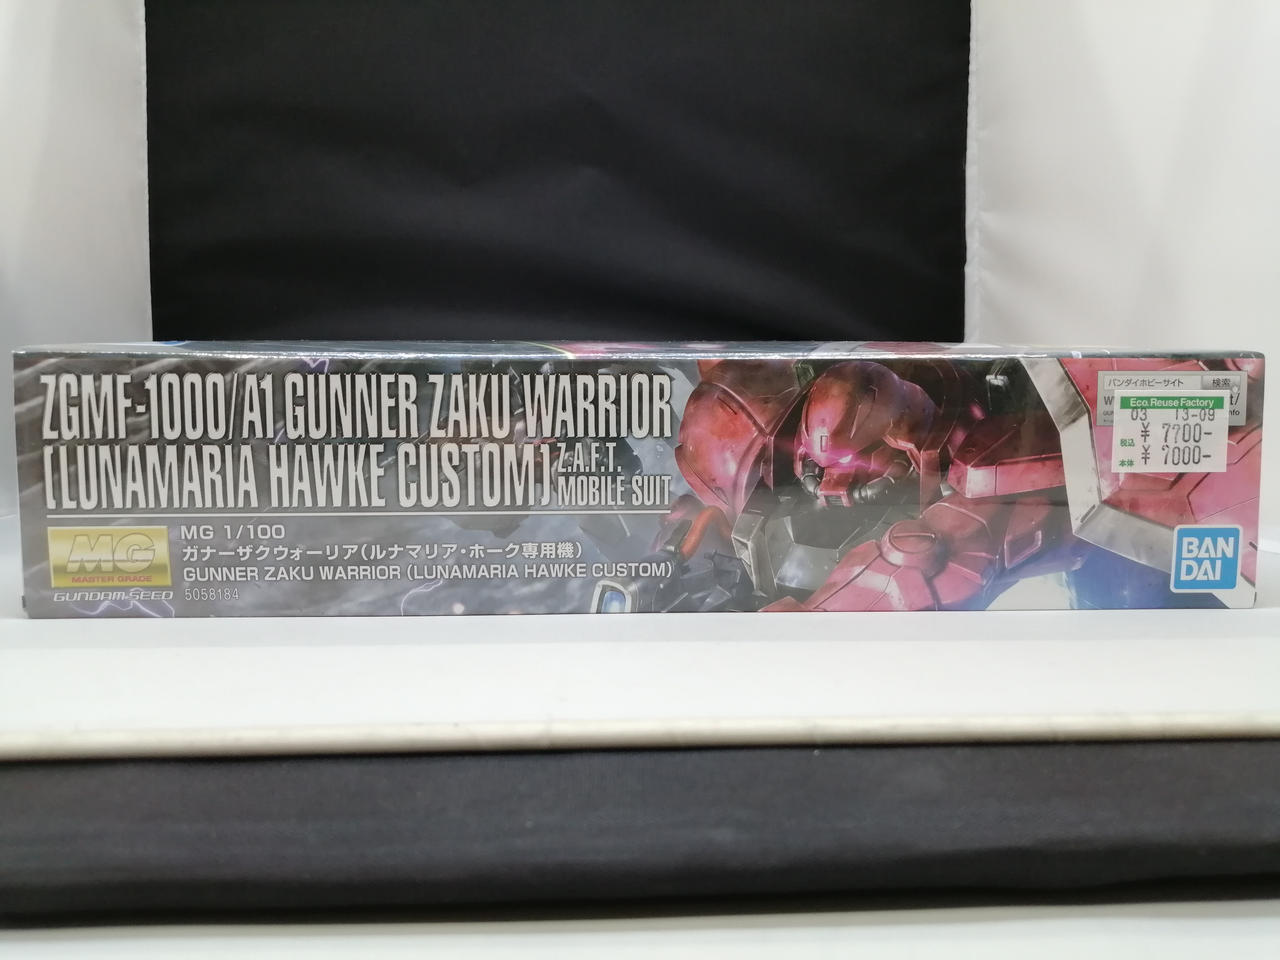 ZGMF-1000/A1 GUNNER ZAKU WARRIOR
[LUNAMARIA HAWKE CUSTOM] Z.A.F.T. MOBILE SUIT
MG
MASTER GRADE
GUNDAM SEED
MG 1/100
ガナーザクウォーリア(ルナマリア・ホーク専用機)
GUNNER ZAKU WARRIOR (LUNAMARIA HAWKE CUSTOM)
5058184
バンダイホビーサイト 検索
Eco.Reuse Factory
03 13-09
税込 ¥ 7700-
本体 ¥ 7000-
BAN
DAI